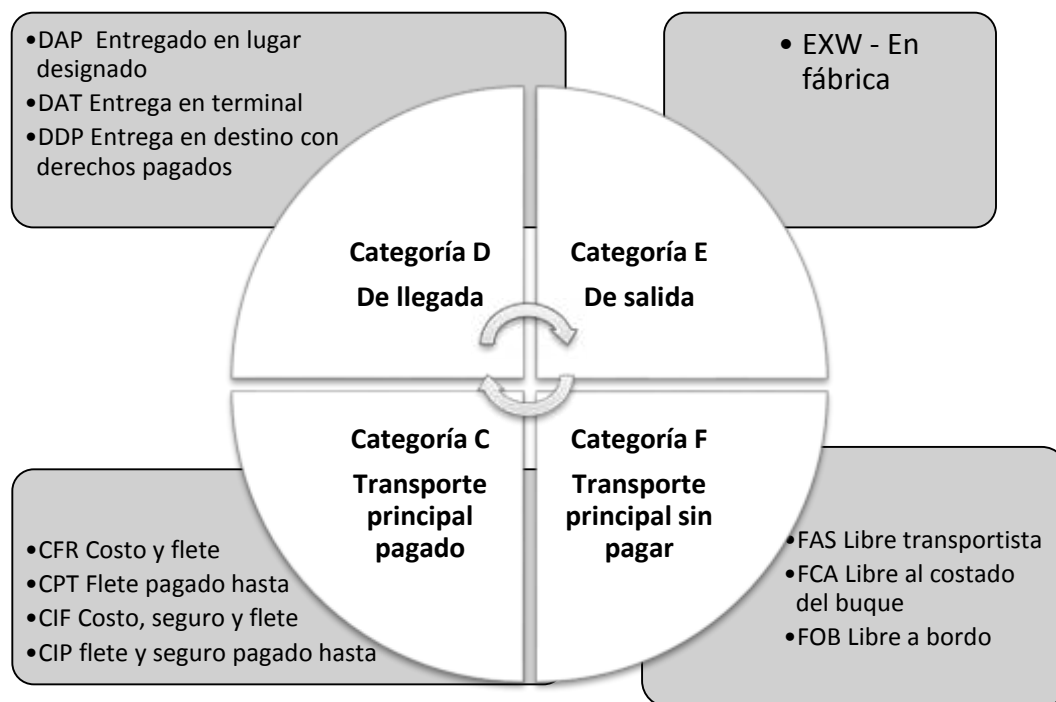 •DAP Entregado en lugar
designado
•DAT Entrega en terminal
•DDP Entrega en destino con
derechos pagados
• EXW - En
fábrica
Categoría D
De llegada
Categoría E
De salida
Categoría C
Transporte
principal
pagado
Categoría F
Transporte
principal sin
pagar
•CFR Costo y flete
•CPT Flete pagado hasta
•CIF Costo, seguro y flete
•CIP flete y seguro pagado hasta
•FAS Libre transportista
•FCA Libre al costado
del buque
•FOB Libre a bordo